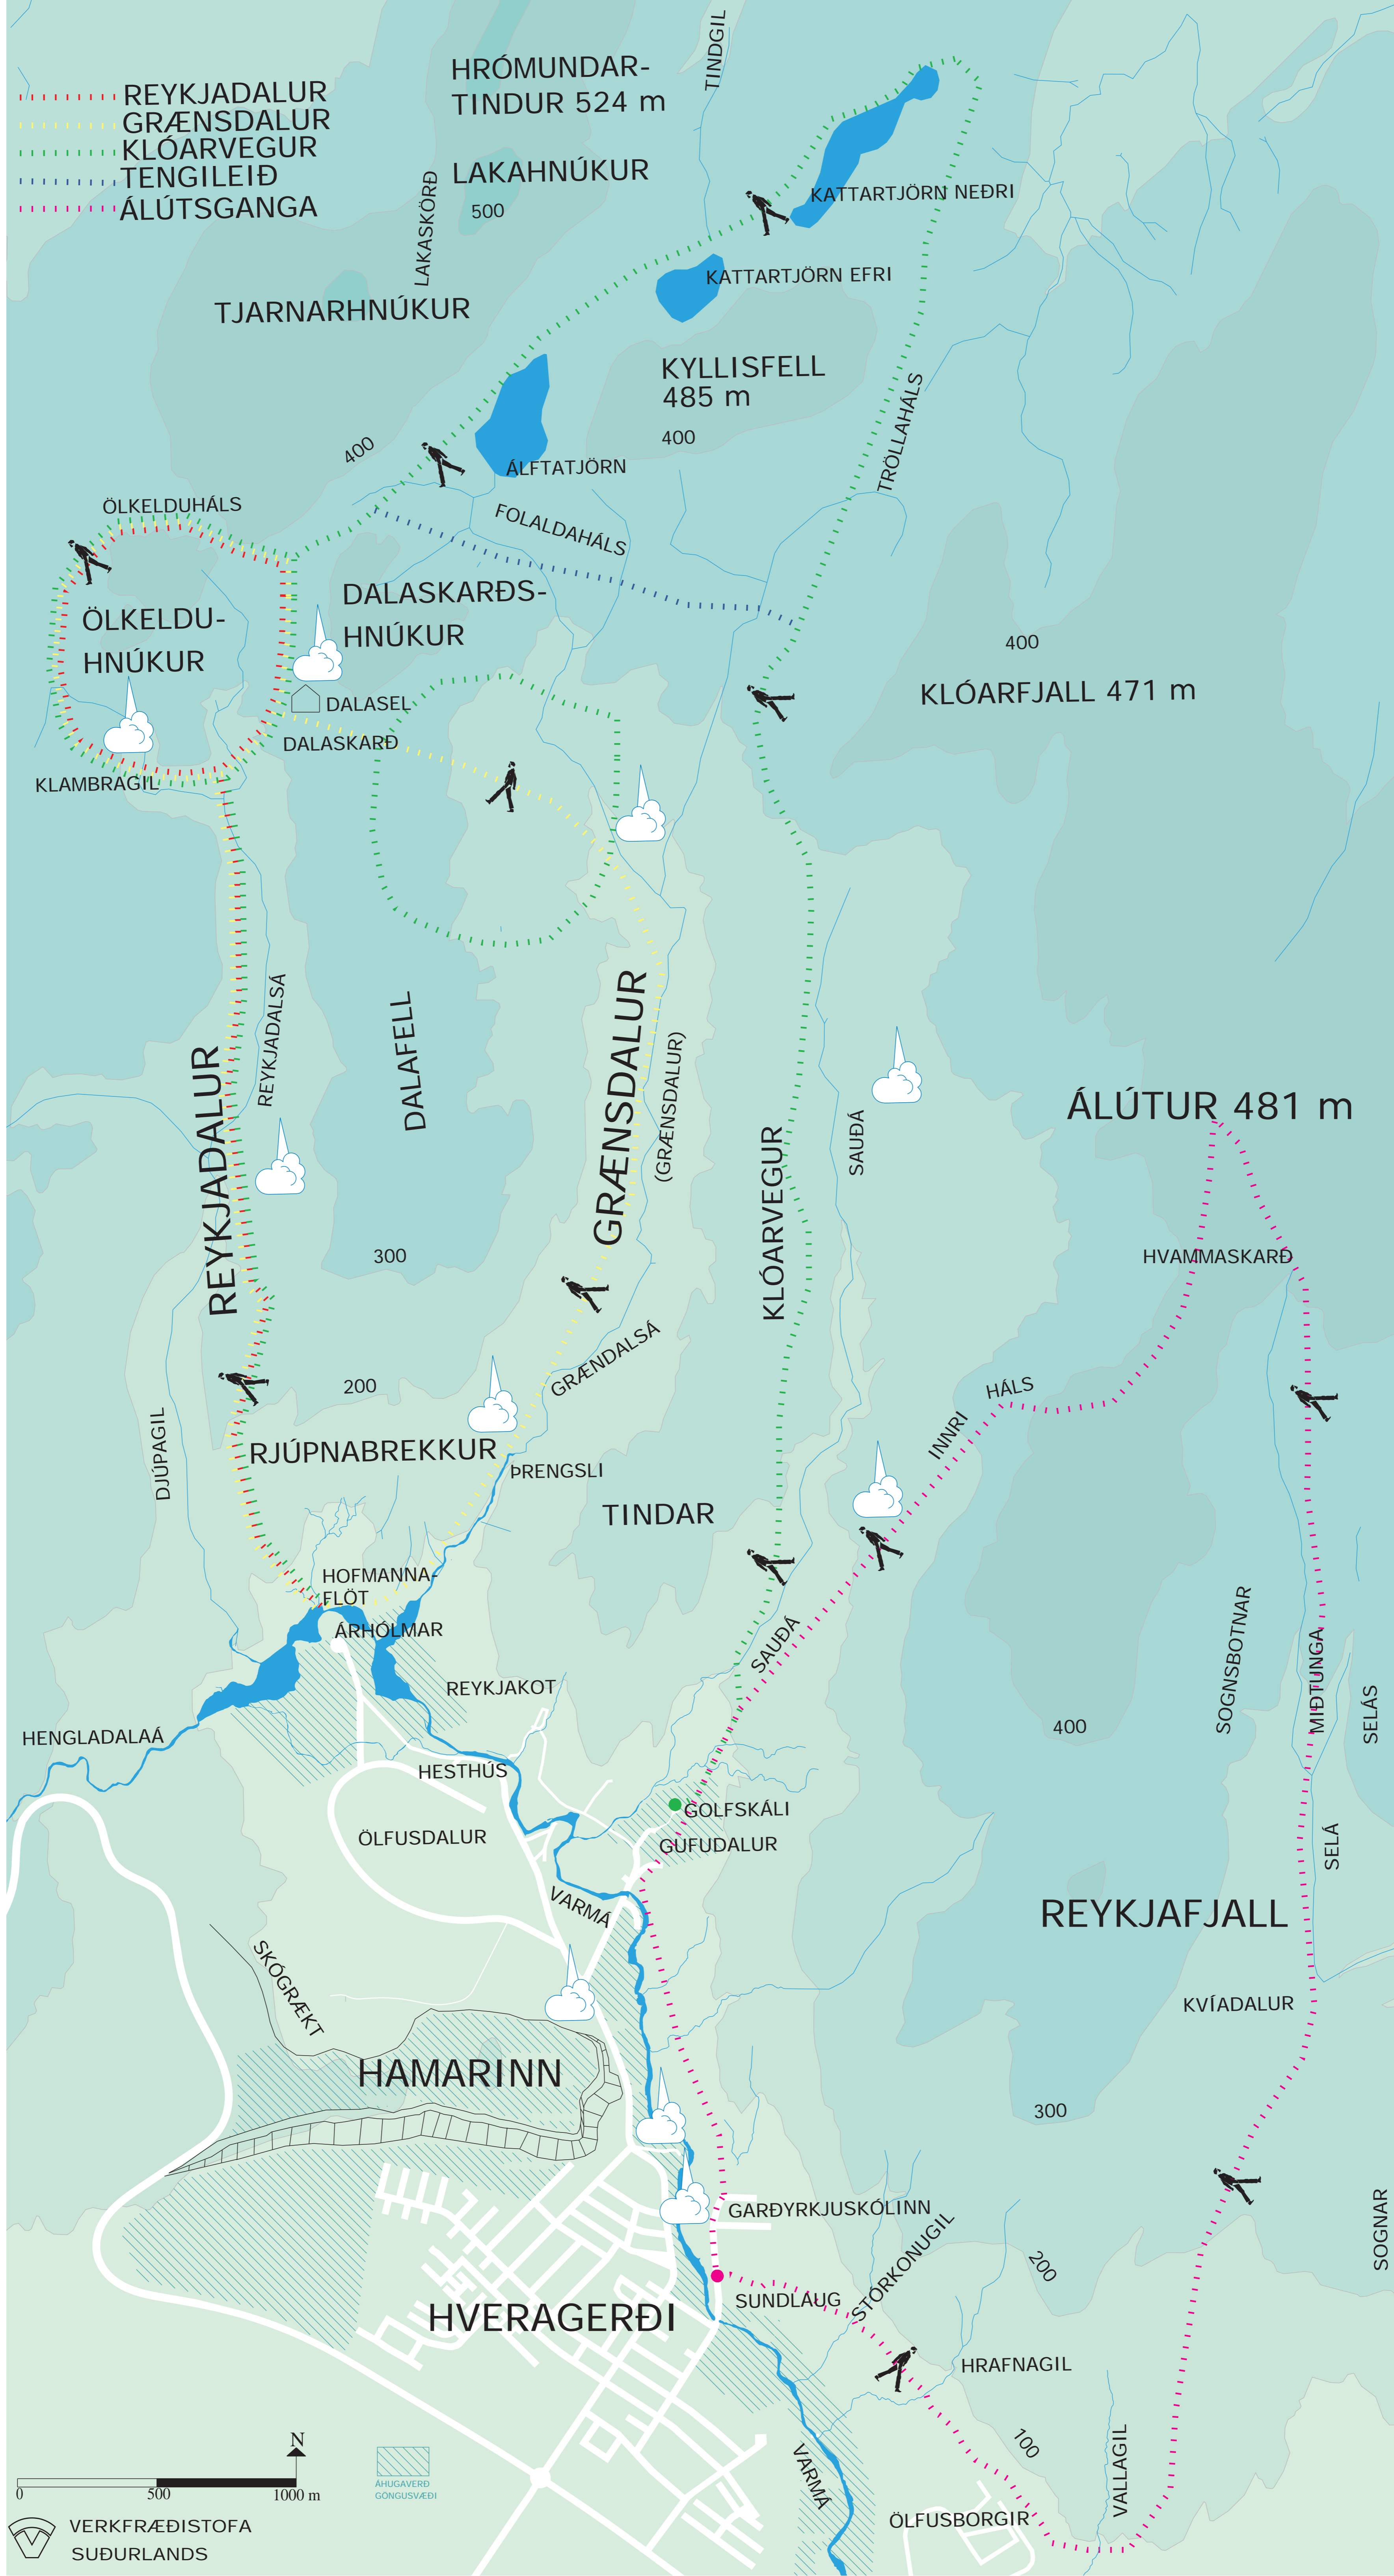 REYKJADALUR
GRÆNSDALUR
KLÓARVEGUR
TENGILEIÐ
ÁLÚTSGANGA
HRÓMUNDAR-
TINDUR 524 m
TINDGIL
LAKAHNÚKUR
500
LAKASKÖRÐ
KATTARTJÖRN NEÐRI
KATTARTJÖRN EFRI
TJARNARHNÚKUR
KYLLISFELL
485 m
400
TRÖLLAHÁLS
400
ÁLFTATJÖRN
ÖLKELDUHÁLS
FOLALDAHÁLS
ÖLKELDU-
HNÚKUR
DALASKARÐS-
HNÚKUR
400
KLÓARFJALL 471 m
DALASEL
DALASKARÐ
KLAMBRAGIL
REYKJADALSÁ
DALAFELL
GRÆNSDALUR
(GRÆNSDALUR)
REYKJADALUR
KLÓARVEGUR
SAUÐÁ
ÁLÚTUR 481 m
HVAMMASKARÐ
300
GRÆNDALSÁ
200
INNRI
HÁLS
DJÚPAGIL
RJÚPNABREKKUR
ÞRENGSLI
TINDAR
HOFMANNA-
FLÖT
ÁRHÓLMAR
SAUÐÁ
SOGNSBOTNAR
MIÐTUNGA
SELÁS
REYKJAKOT
HENGLADALAÁ
HESTHÚS
400
GOLFSKÁLI
ÖLFUSDALUR
GUFUDALUR
SELÁ
VARMÁ
REYKJAFJALL
SKÓGRÆKT
KVÍADALUR
HAMARINN
300
GARÐYRKJUSKÓLINN
STÓRKONUGIL
200
SOGNAR
SUNDLAUG
HVERAGERÐI
HRAFNAGIL
100
VALLAGIL
VARMÁ
ÖLFUSBORGIR
N
0
500
1000 m
ÁHUGAVERÐ
GÖNGUSVÆÐI
VERKFRÆÐISTOFA
SUÐURLANDS